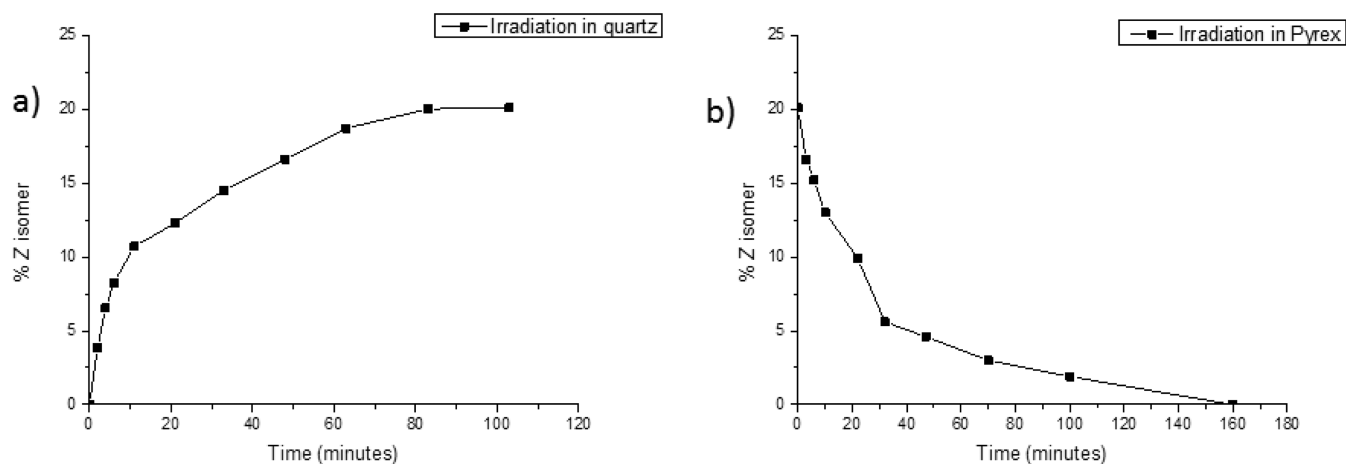 a)
Irradiation in quartz
25
20
15
10
5
0
% Z isomer
0 20 40 60 80 100 120
Time (minutes)
b)
Irradiation in Pyrex
25
20
15
10
5
0
% Z isomer
0 20 40 60 80 100 120 140 160 180
Time (minutes)